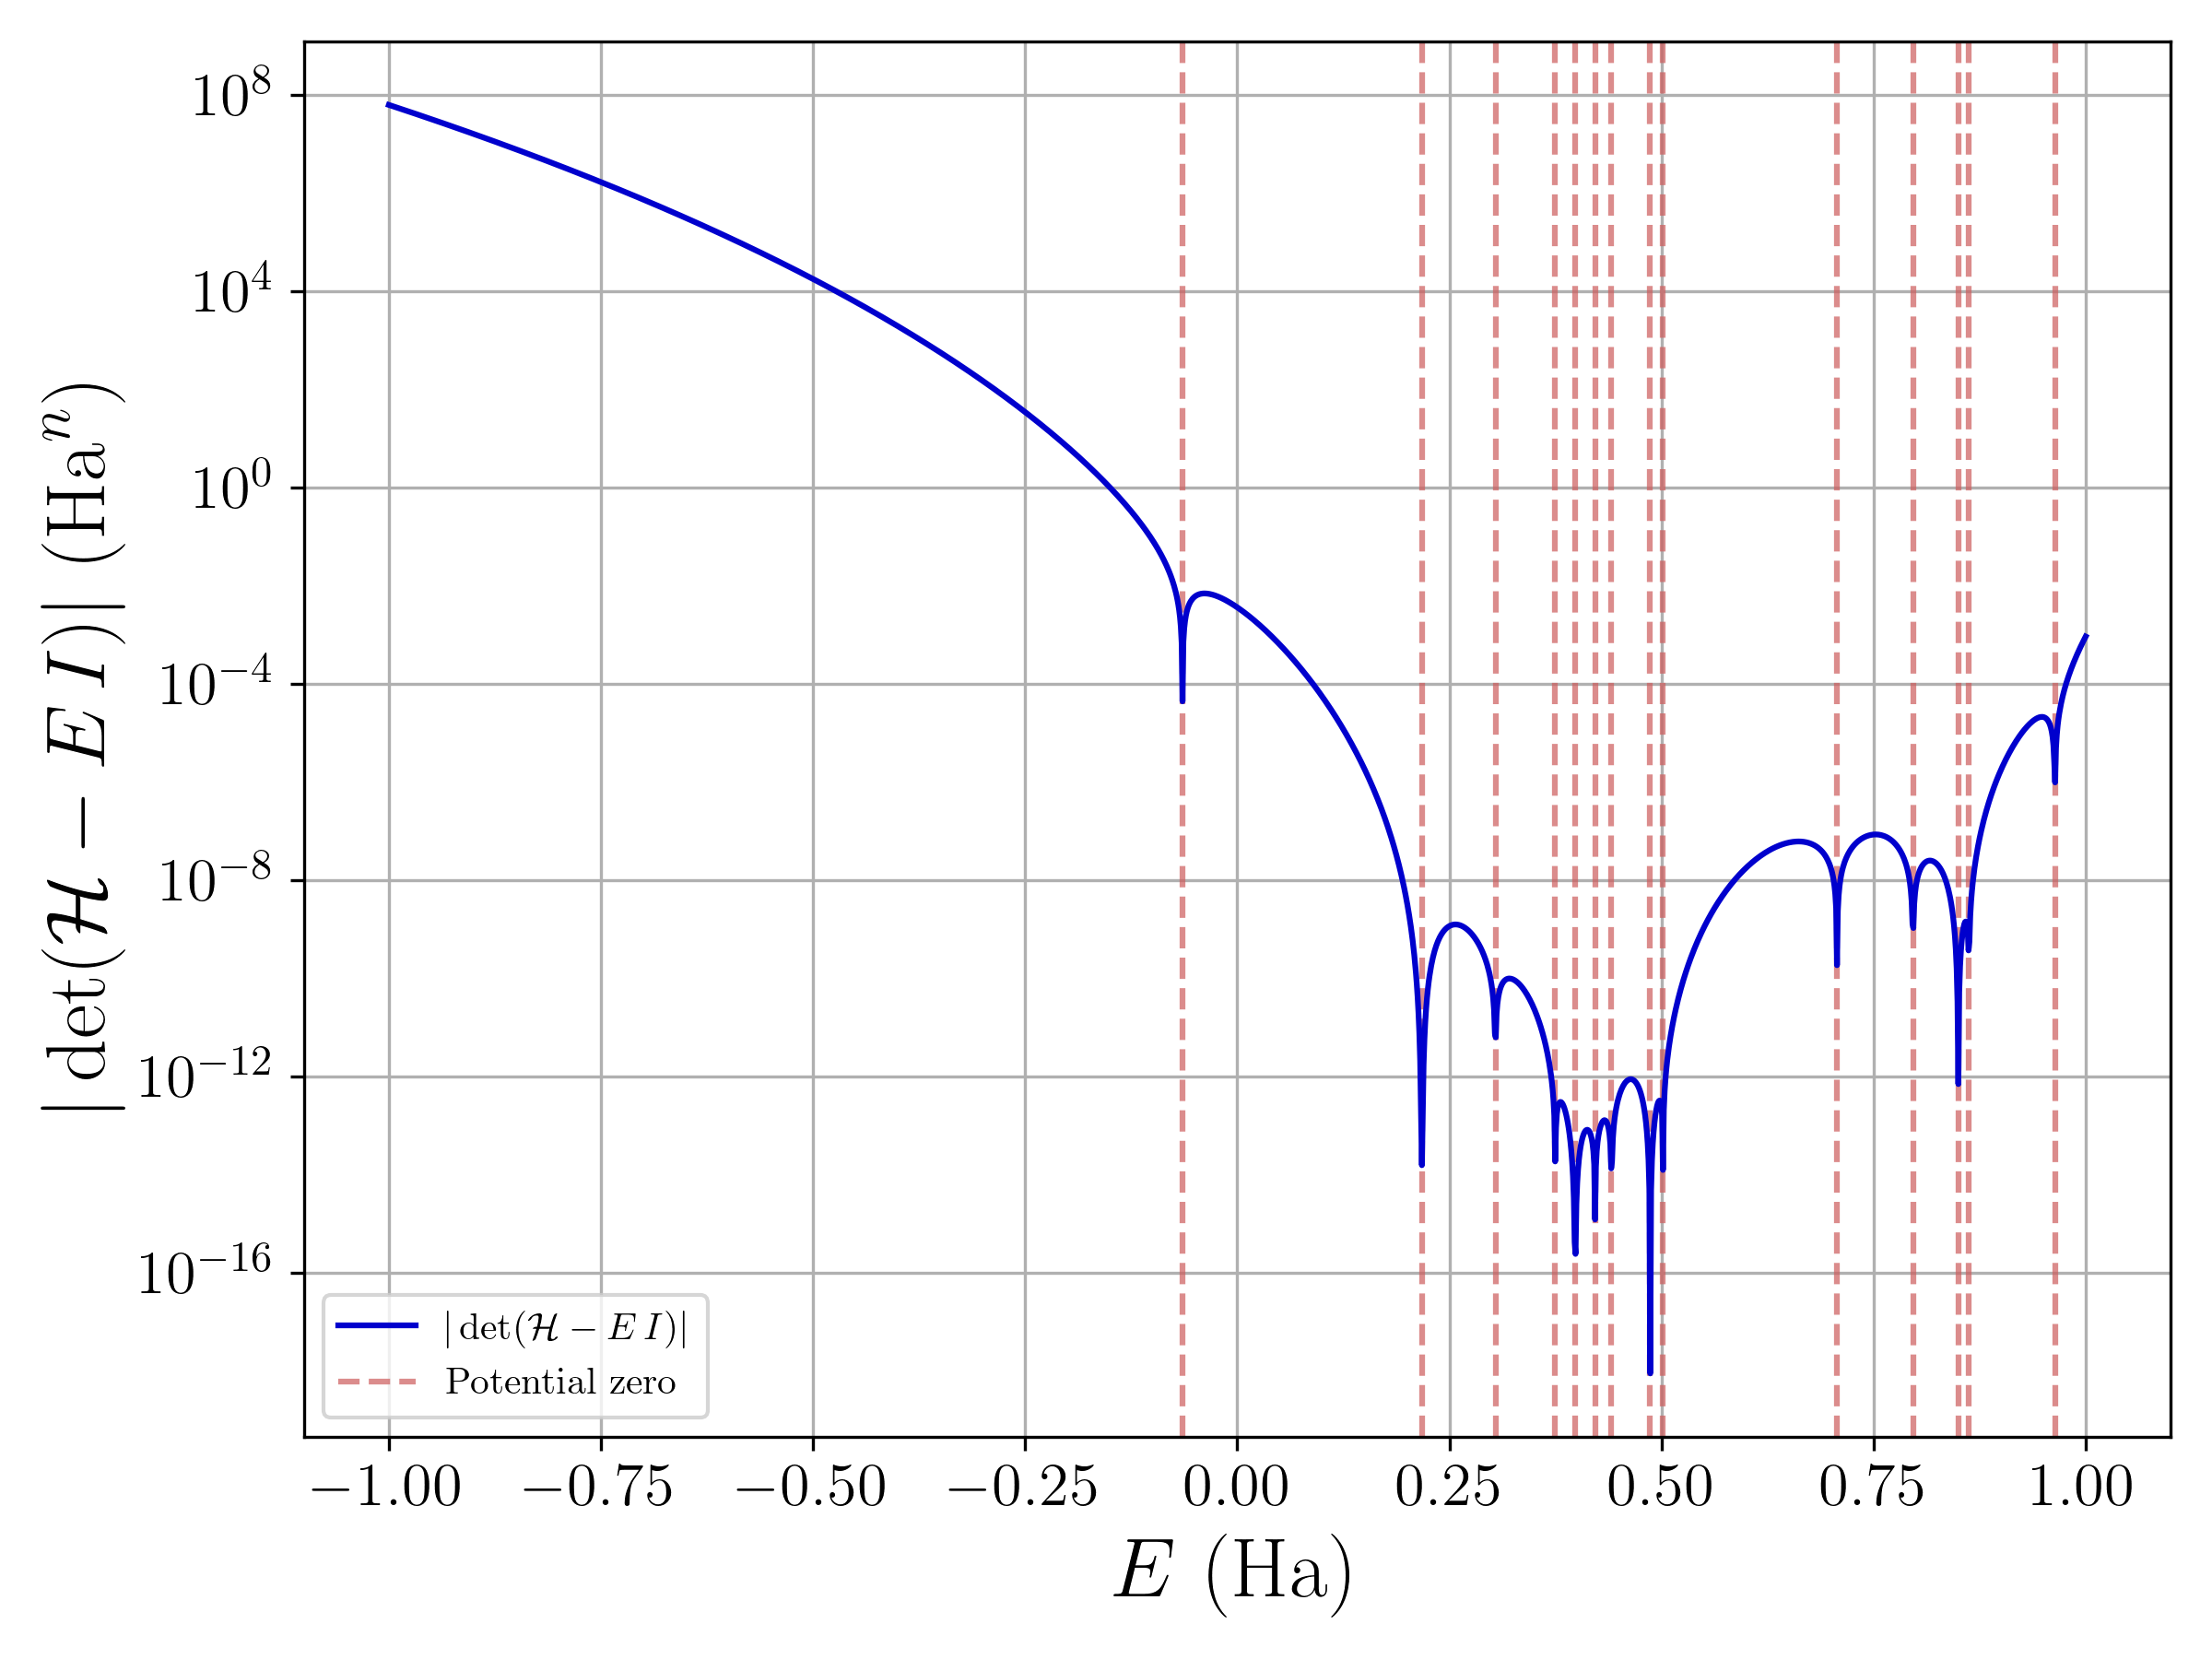 10^8
10^4
10^0
10^{-4}
10^{-8}
10^{-12}
10^{-16}
|det(ℋ − E I)| (Ha^n)
|det(ℋ − E I)|
Potential zero
−1.00 −0.75 −0.50 −0.25 0.00 0.25 0.50 0.75 1.00
E (Ha)